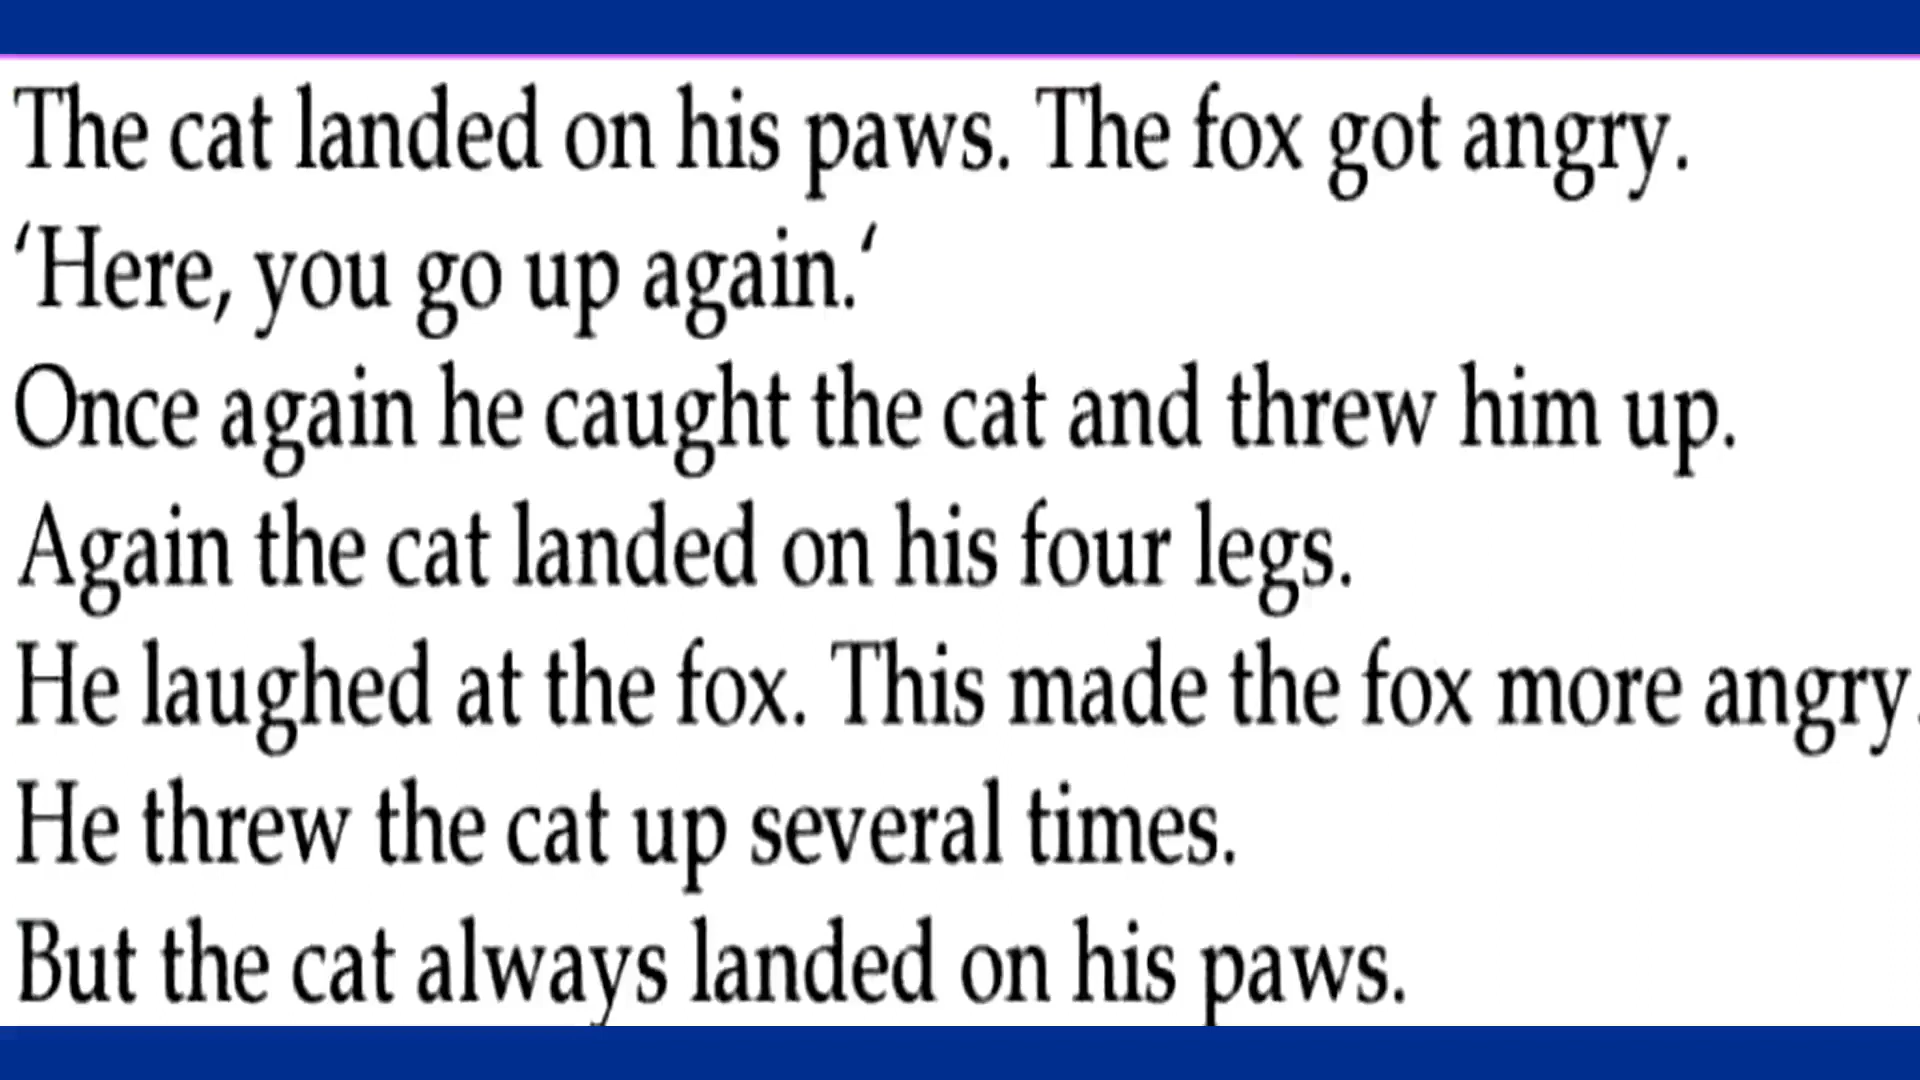 The cat landed on his paws. The fox got angry.
‘Here, you go up again.‘
Once again he caught the cat and threw him up.
Again the cat landed on his four legs.
He laughed at the fox. This made the fox more angry.
He threw the cat up several times.
But the cat always landed on his paws.